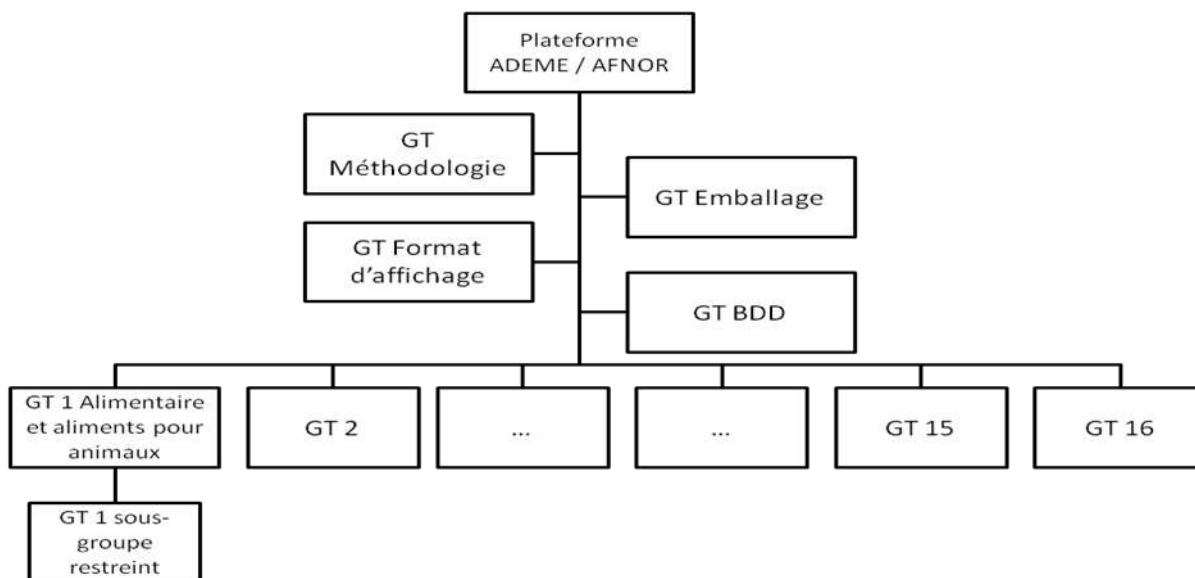 Plateforme
ADEME / AFNOR
GT
Méthodologie
GT Emballage
GT Format
d’affichage
GT BDD
GT 1 Alimentaire
et aliments pour
animaux
GT 2
...
...
GT 15
GT 16
GT 1 sous-
groupe
restreint